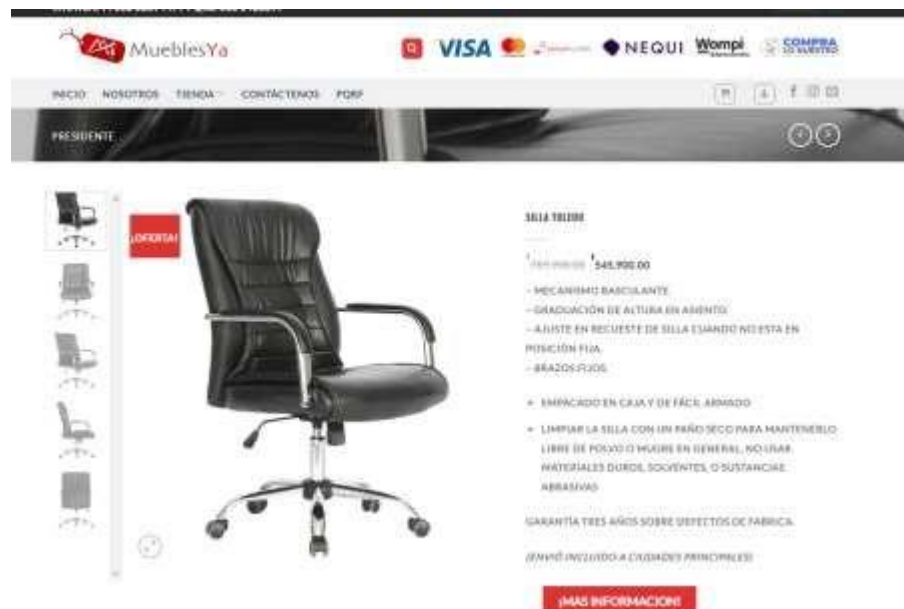 MueblesYa
VISA
NEQUI
Wompi
COMPRA
LO NUESTRO
INICIO NOSOTROS TIENDA CONTÁCTENOS PQRF
PRESIDENTE
¡OFERTA!
SILLA TOLEDO
545.900.00
– MECANISMO BASCULANTE
– GRADUACIÓN DE ALTURA EN ASIENTO.
– AJUSTE EN RECUESTE DE SILLA CUANDO NO ESTA EN
POSICIÓN FIJA.
– BRAZOS FIJOS.
EMPACADO EN CAJA Y DE FÁCIL ARMADO
LIMPIAR LA SILLA CON UN PAÑO SECO PARA MANTENERLO
LIBRE DE POLVO O MUGRE EN GENERAL, NO USAR
MATERIALES DUROS, SOLVENTES, O SUSTANCIAS
ABRASIVAS
GARANTÍA TRES AÑOS SOBRE DEFECTOS DE FABRICA.
¡ENVIÓ INCLUIDO A CIUDADES PRINCIPALES!
¡MAS INFORMACION!